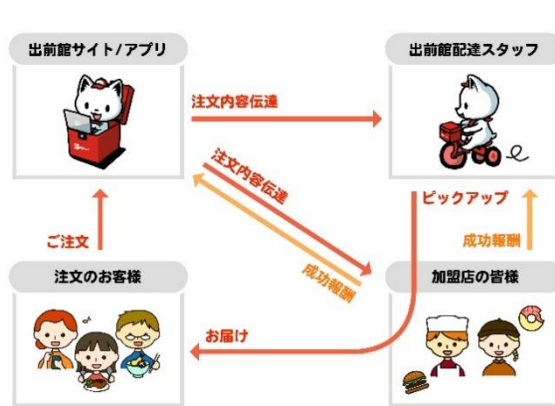 出前館サイト/アプリ
出前館配達スタッフ
注文内容伝達
注文内容伝達
成功報酬
ピックアップ
成功報酬
ご注文
注文のお客様
加盟店の皆様
お届け